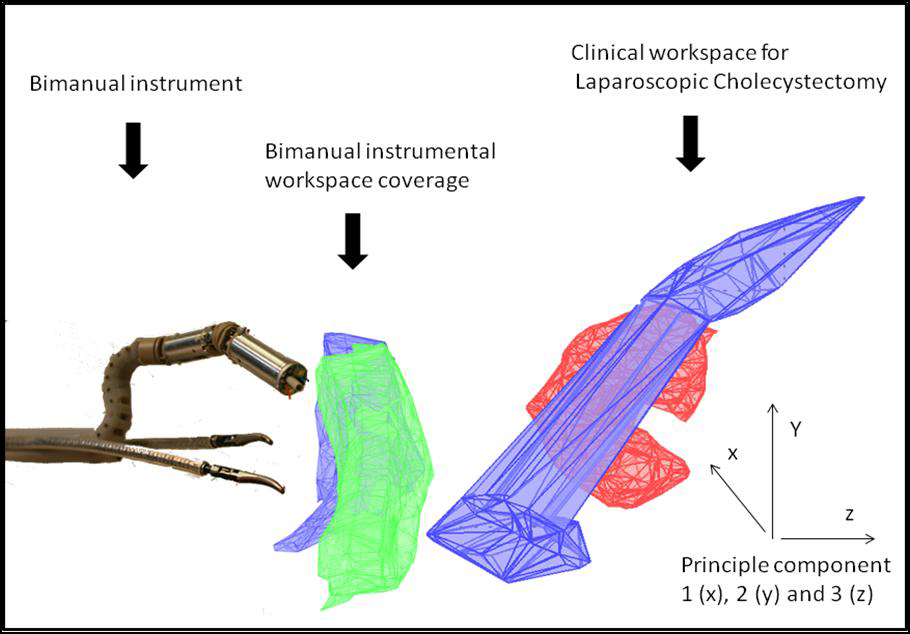 Bimanual instrument
Bimanual instrumental
workspace coverage
Clinical workspace for
Laparoscopic Cholecystectomy
Y
x
z
Principle component
1 (x), 2 (y) and 3 (z)